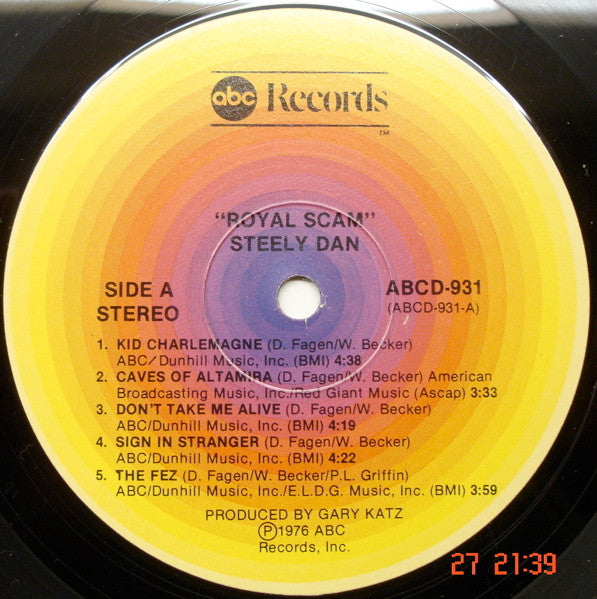 abc Records
TM
"ROYAL SCAM"
STEELY DAN
SIDE A
STEREO
ABCD-931
(ABCD-931-A)
1. KID CHARLEMAGNE (D. Fagen/W. Becker)
ABC/Dunhill Music, Inc. (BMI) 4:38
2. CAVES OF ALTAMIRA (D. Fagen/W. Becker) American
Broadcasting Music, Inc./Red Giant Music (Ascap) 3:33
3. DON'T TAKE ME ALIVE (D. Fagen/W. Becker)
ABC/Dunhill Music, Inc. (BMI) 4:19
4. SIGN IN STRANGER (D. Fagen/W. Becker)
ABC/Dunhill Music, Inc. (BMI) 4:22
5. THE FEZ (D. Fagen/W. Becker/P.L. Griffin)
ABC/Dunhill Music, Inc./E.L.D.G. Music, Inc. (BMI) 3:59
PRODUCED BY GARY KATZ
Ⓟ1976 ABC
Records, Inc.
27 21:39